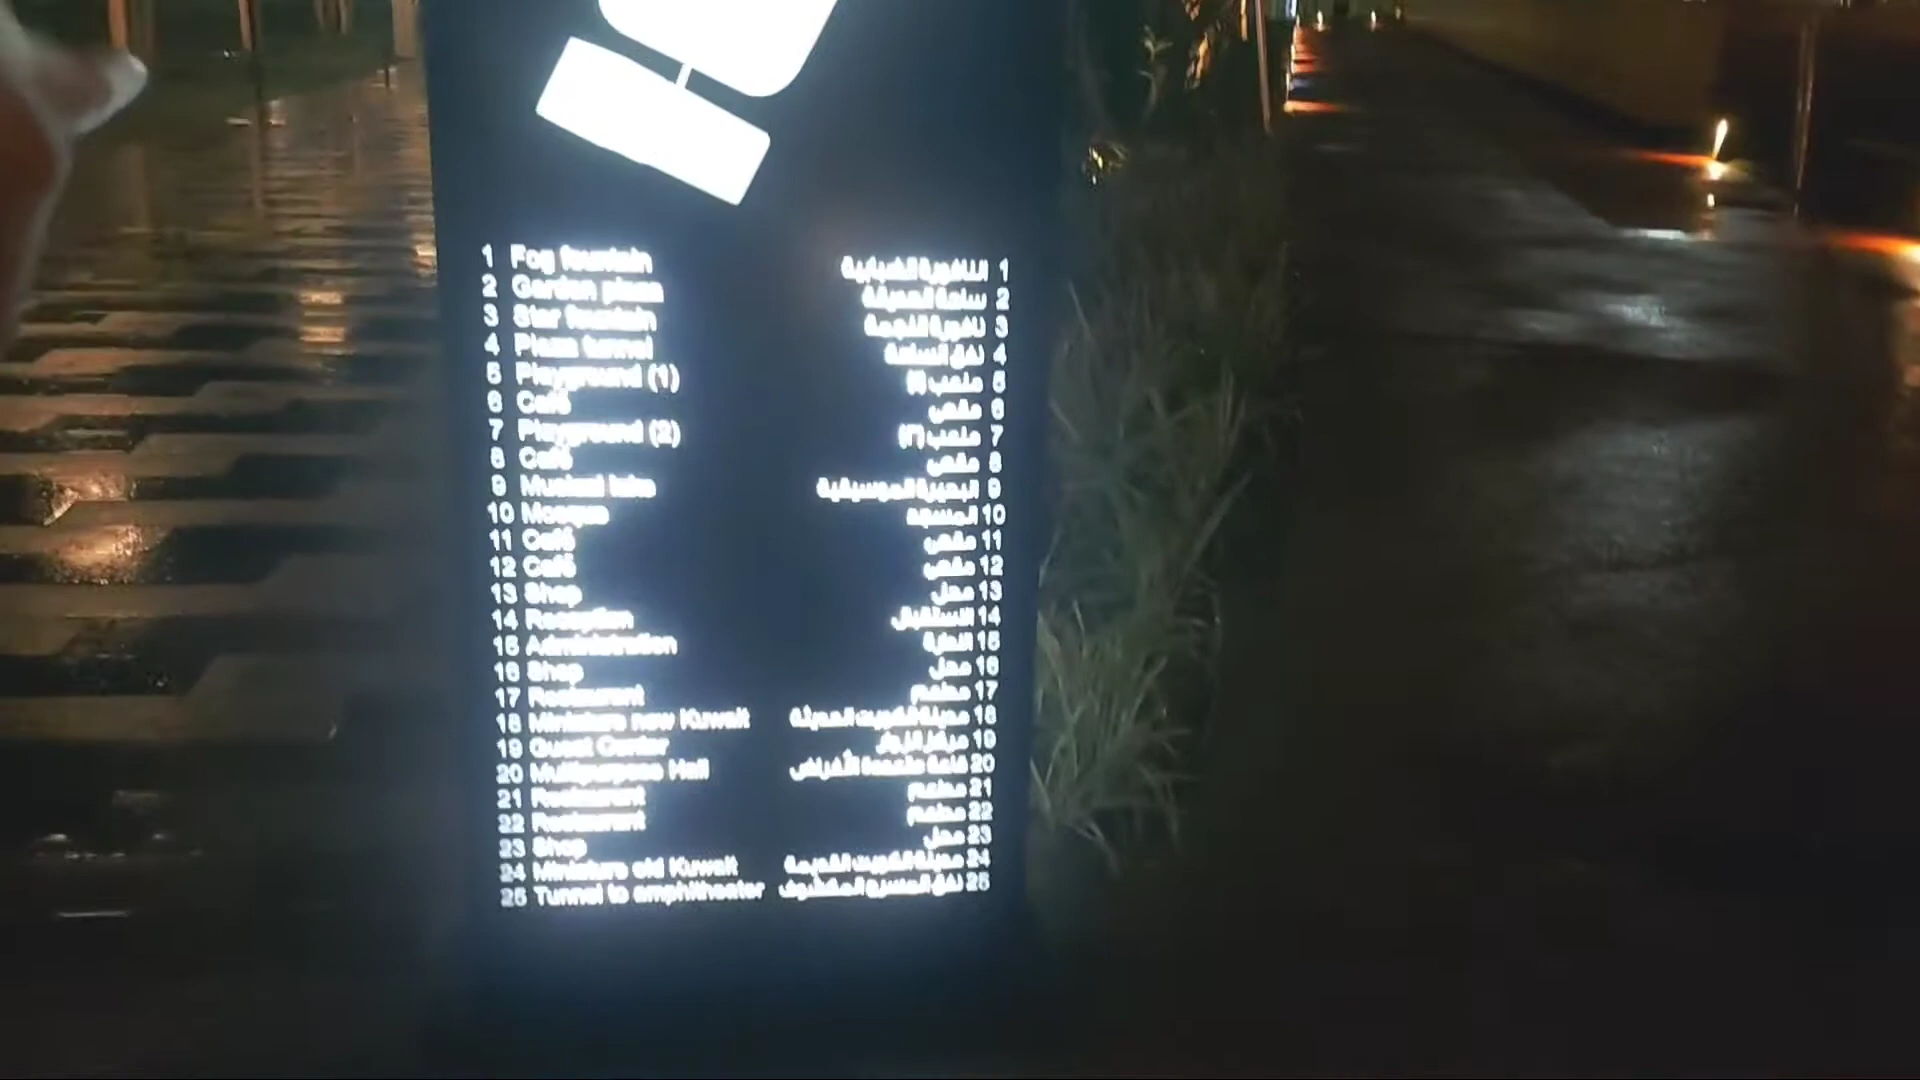 1 Fog fountain النافورة الضبابية 1
2 Garden plaza ساحة الحديقة 2
3 Star fountain نافورة النجمة 3
4 Plaza tunnel نفق الساحة 4
5 Playground (1) ملعب (١) 5
6 Café مقهى 6
7 Playground (2) ملعب (٢) 7
8 Café مقهى 8
9 Musical lake البحيرة الموسيقية 9
10 Mosque المسجد 10
11 Café مقهى 11
12 Café مقهى 12
13 Shop محل 13
14 Reception الاستقبال 14
15 Administration الادارة 15
16 Shop محل 16
17 Restaurant مطعم 17
18 Miniature new Kuwait مدينة الكويت الحديثة 18
19 Guest Center مركز الزوار 19
20 Multipurpose Hall قاعة متعددة الأغراض 20
21 Restaurant مطعم 21
22 Restaurant مطعم 22
23 Shop محل 23
24 Miniature old Kuwait مدينة الكويت القديمة 24
25 Tunnel to amphitheater نفق المسرح المكشوف 25